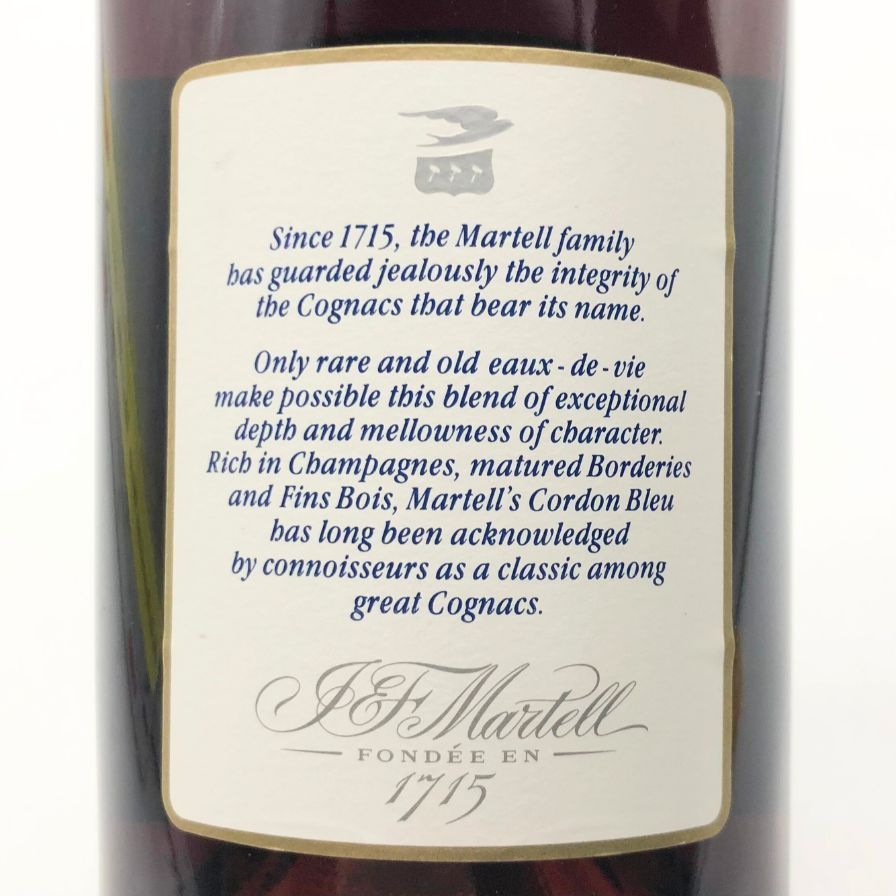 Since 1715, the Martell family
has guarded jealously the integrity of
the Cognacs that bear its name.
Only rare and old eaux-de-vie
make possible this blend of exceptional
depth and mellowness of character.
Rich in Champagnes, matured Borderies
and Fins Bois, Martell's Cordon Bleu
has long been acknowledged
by connoisseurs as a classic among
great Cognacs.
J&F Martell
FONDÉE EN
1715